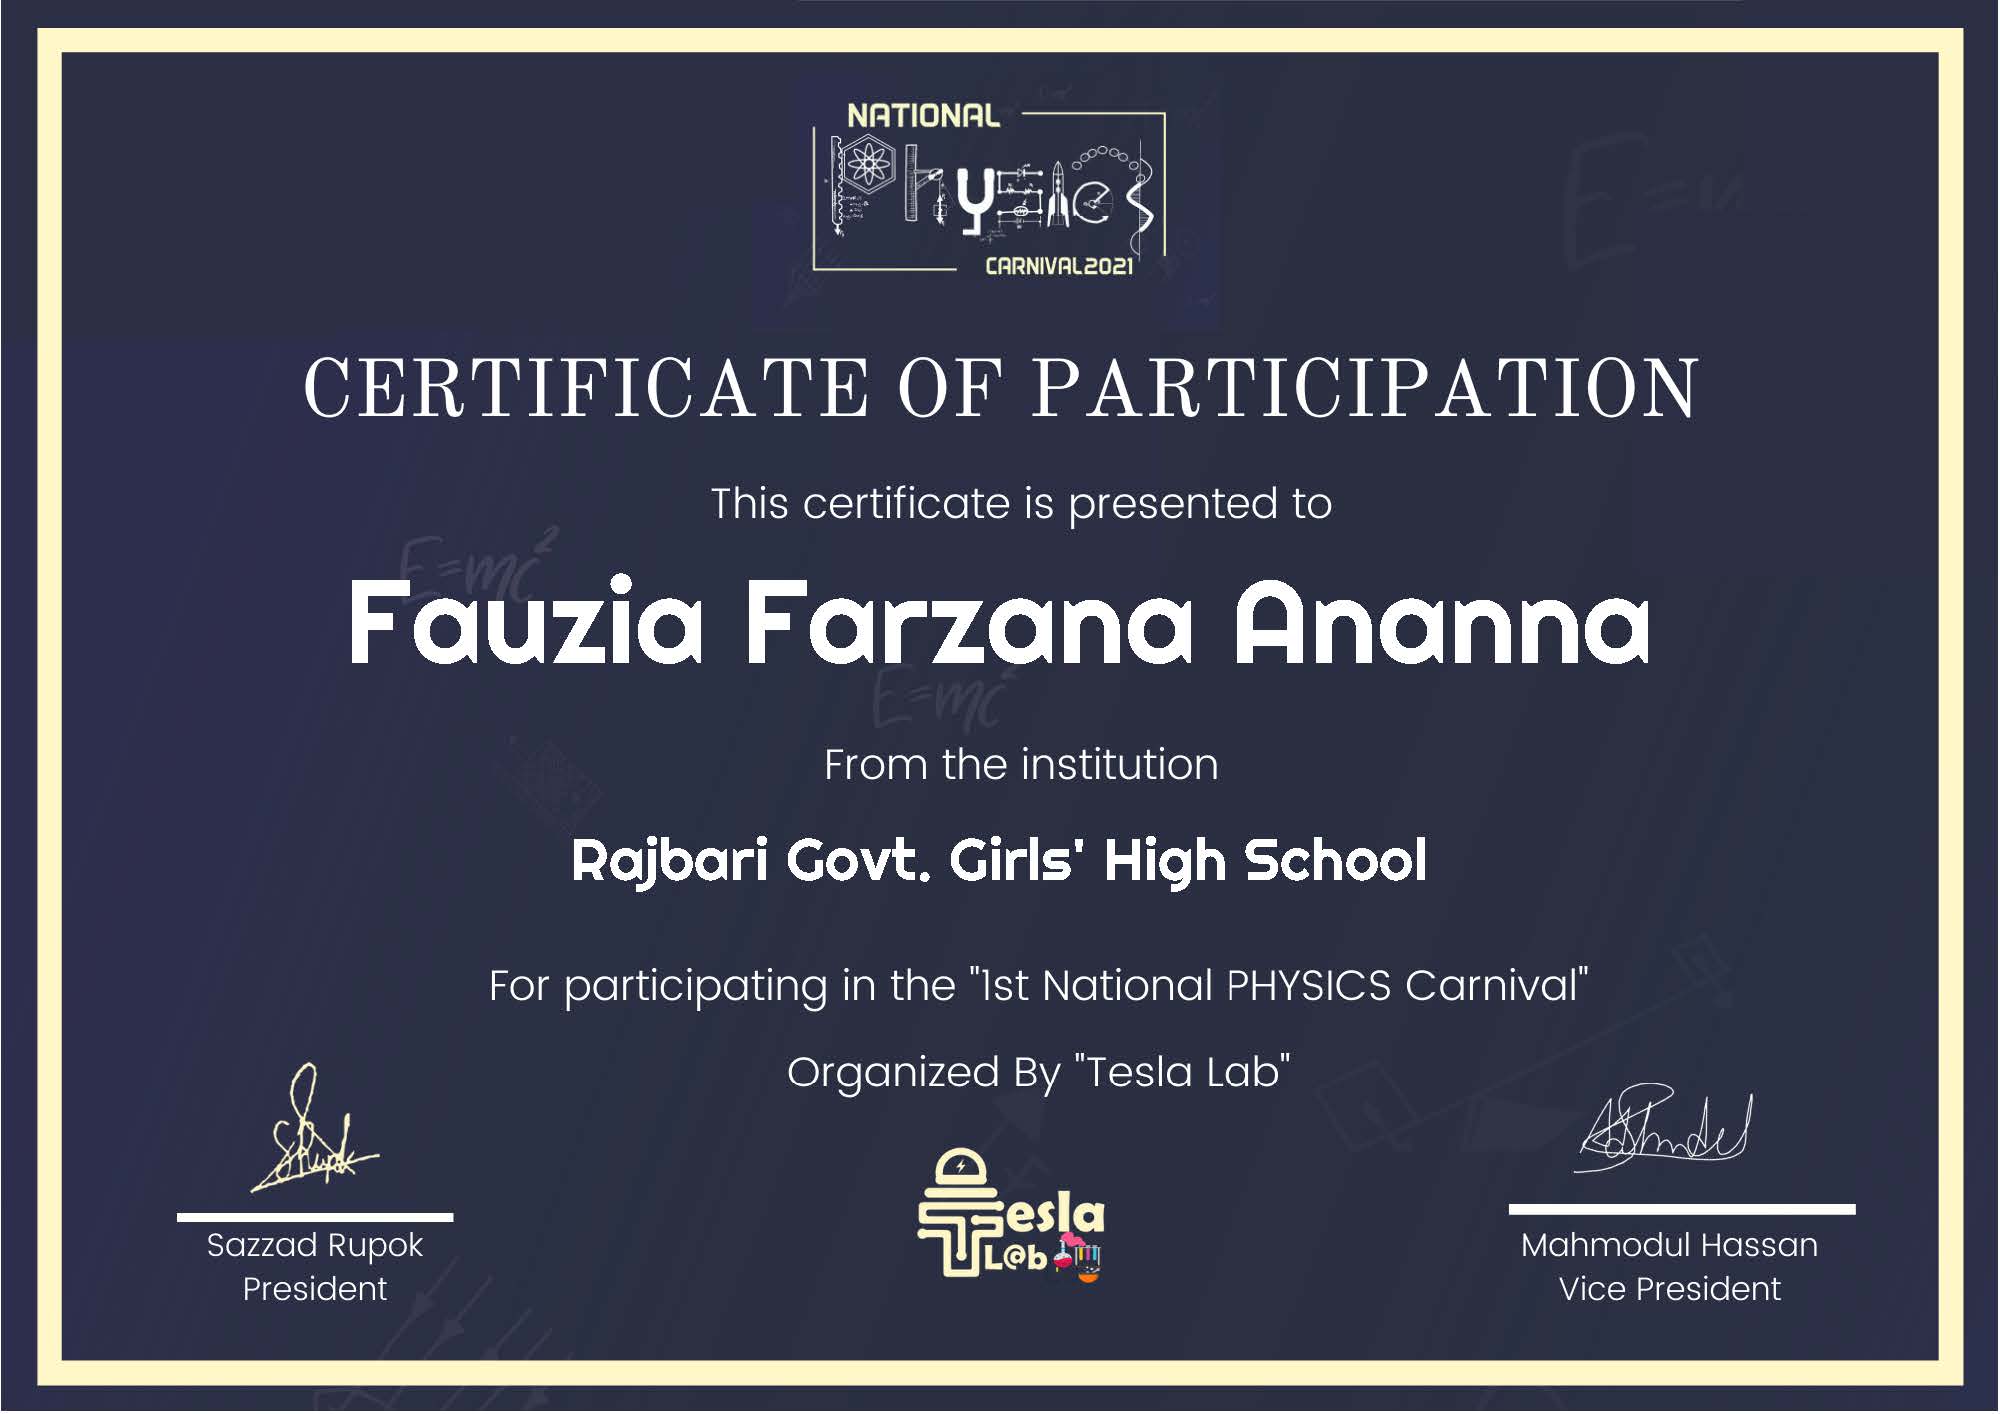 NATIONAL
Physics
CARNIVAL2021
CERTIFICATE OF PARTICIPATION
This certificate is presented to
E=mc²
Fauzia Farzana Ananna
E=mc²
From the institution
Rajbari Govt. Girls' High School
For participating in the "1st National PHYSICS Carnival"
Organized By "Tesla Lab"
Tesla
L@b
Sazzad Rupok
President
Mahmodul Hassan
Vice President